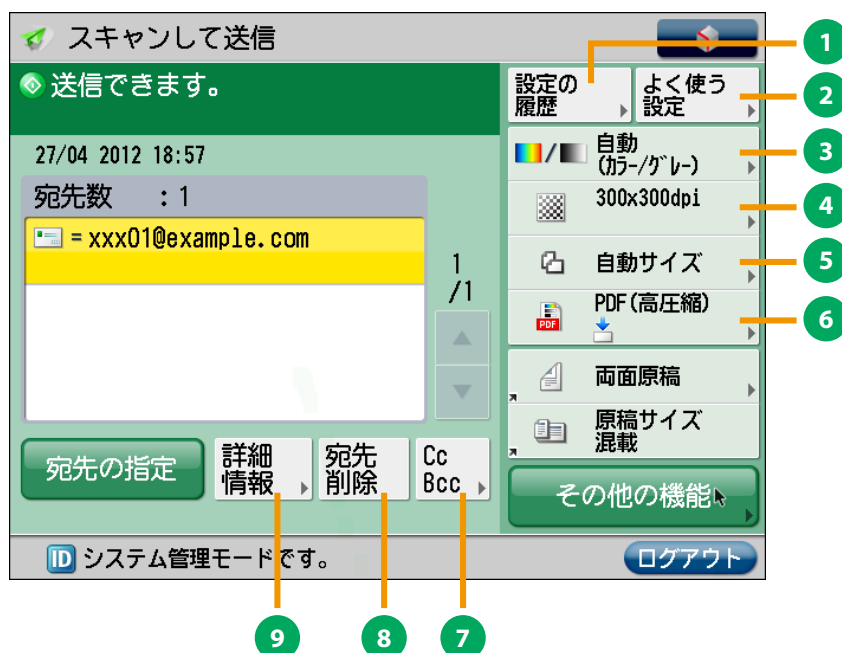 スキャンして送信
送信できます。
27/04 2012 18:57
宛先数 :1
= xxx01@example.com
1
/1
宛先の指定
詳細
情報
宛先
削除
Cc
Bcc
設定の
履歴
よく使う
設定
自動
(ｶﾗｰ/ｸﾞﾚｰ)
300x300dpi
自動サイズ
PDF(高圧縮)
PDF
両面原稿
原稿サイズ
混載
その他の機能
ID システム管理モードです。
ログアウト
1
2
3
4
5
6
7
8
9